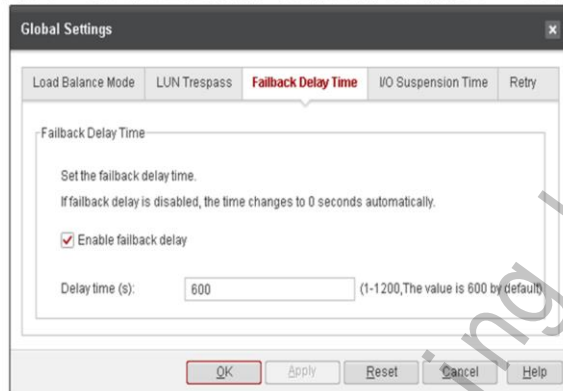 Global Settings
Load Balance Mode LUN Trespass Failback Delay Time I/O Suspension Time Retry
Failback Delay Time
Set the failback delay time.
If failback delay is disabled, the time changes to 0 seconds automatically.
Enable failback delay
Delay time (s): 600 (1-1200,The value is 600 by default)
OK Apply Reset Cancel Help
ing